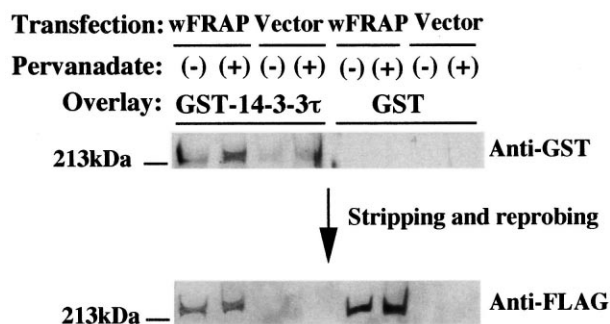 Transfection: wFRAP Vector wFRAP Vector
Pervanadate: (-) (+) (-) (+) (-) (+) (-) (+)
Overlay: GST-14-3-3τ GST
213kDa Anti-GST
Stripping and reprobing
213kDa Anti-FLAG